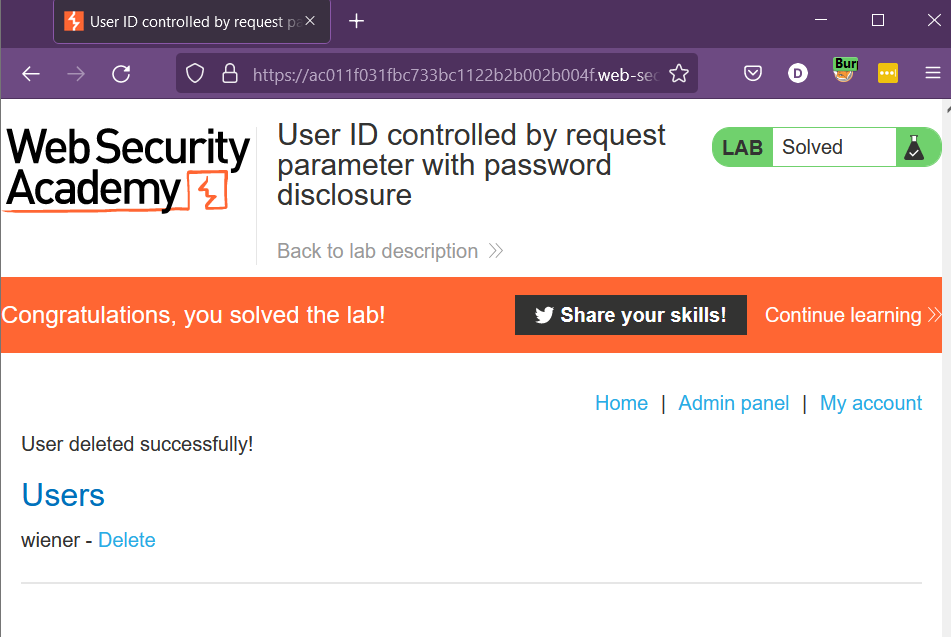 User ID controlled by request pa
https://ac011f031fbc733bc1122b2b002b004f.web-sec
D
Bur
Web Security
Academy
User ID controlled by request
parameter with password
disclosure
LAB Solved
Back to lab description
Congratulations, you solved the lab!
Share your skills!
Continue learning
Home | Admin panel | My account
User deleted successfully!
Users
wiener - Delete